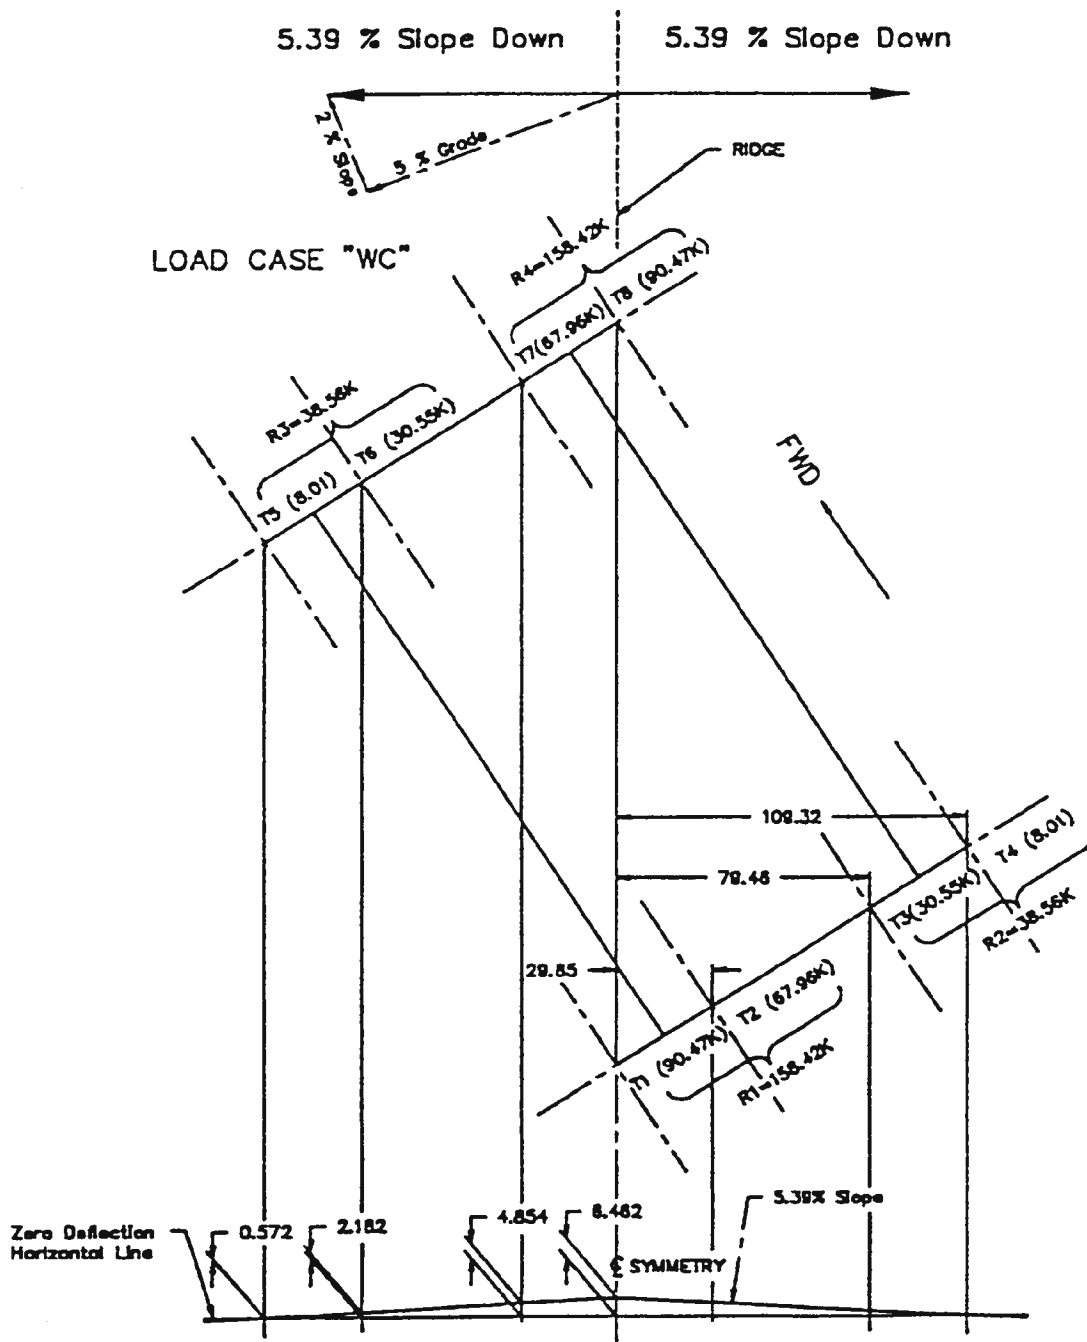 5.39 % Slope Down
5.39 % Slope Down
2 % Slope
5 % Grade
RIDGE
LOAD CASE "WC"
R4=158.42K
T7(67.96K)
T8 (90.47K)
R3=38.56K
T5 (8.01)
T6 (30.55K)
FWD
109.32
79.46
T4 (8.01)
T3(30.55K)
R2=38.56K
29.85
T2 (67.96K)
T1 (90.47K)
R1=158.42K
5.39% Slope
Zero Deflection
Horizontal Line
0.572
2.182
4.854
6.462
℄ SYMMETRY